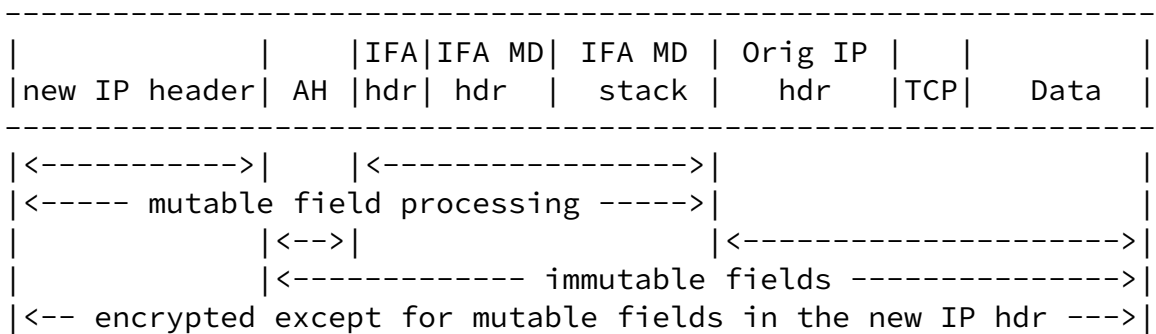 ----------------------------------------------------------------
|             |    |IFA|IFA MD| IFA MD | Orig IP |   |         |
|new IP header| AH |hdr| hdr  |  stack |   hdr   |TCP|   Data  |
----------------------------------------------------------------
|<----------->|    |<----------------->|                       |
|<----- mutable field processing ----->|                       |
|             |<-->|                   |<--------------------->|
|             |<------------- immutable fields --------------->|
|<-- encrypted except for mutable fields in the new IP hdr --->|